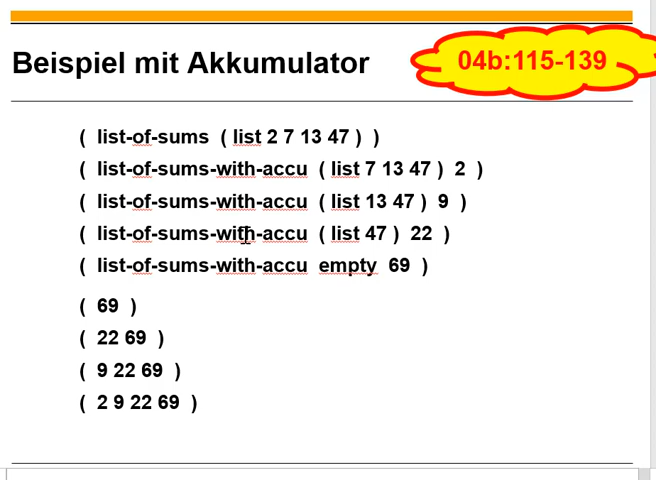 Beispiel mit Akkumulator
04b:115-139
( list-of-sums ( list 2 7 13 47 ) )
( list-of-sums-with-accu ( list 7 13 47 ) 2 )
( list-of-sums-with-accu ( list 13 47 ) 9 )
( list-of-sums-with-accu ( list 47 ) 22 )
( list-of-sums-with-accu empty 69 )
( 69 )
( 22 69 )
( 9 22 69 )
( 2 9 22 69 )